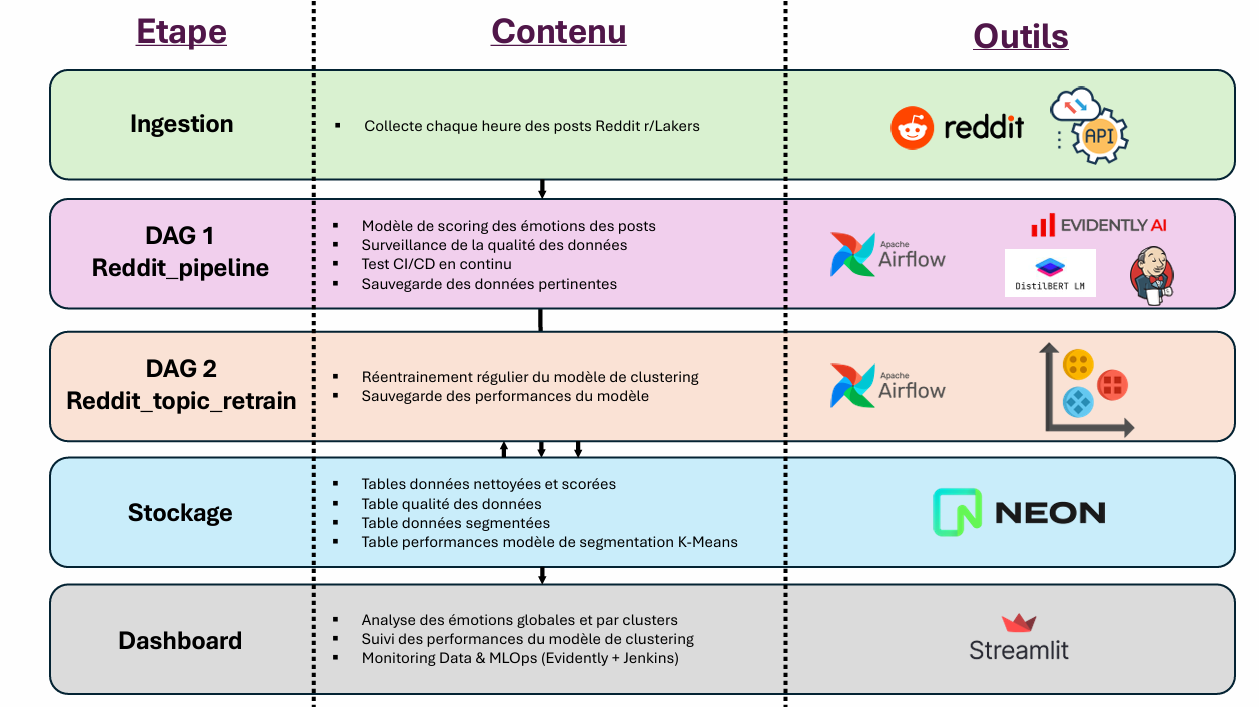 Etape
Contenu
Outils
Ingestion
▪ Collecte chaque heure des posts Reddit r/Lakers
reddit
API
DAG 1
Reddit_pipeline
▪ Modèle de scoring des émotions des posts
▪ Surveillance de la qualité des données
▪ Test CI/CD en continu
▪ Sauvegarde des données pertinentes
Apache
Airflow
EVIDENTLY AI
DistilBERT LM
DAG 2
Reddit_topic_retrain
▪ Réentrainement régulier du modèle de clustering
▪ Sauvegarde des performances du modèle
Apache
Airflow
Stockage
▪ Tables données nettoyées et scorées
▪ Table qualité des données
▪ Table données segmentées
▪ Table performances modèle de segmentation K-Means
NEON
Dashboard
▪ Analyse des émotions globales et par clusters
▪ Suivi des performances du modèle de clustering
▪ Monitoring Data & MLOps (Evidently + Jenkins)
Streamlit